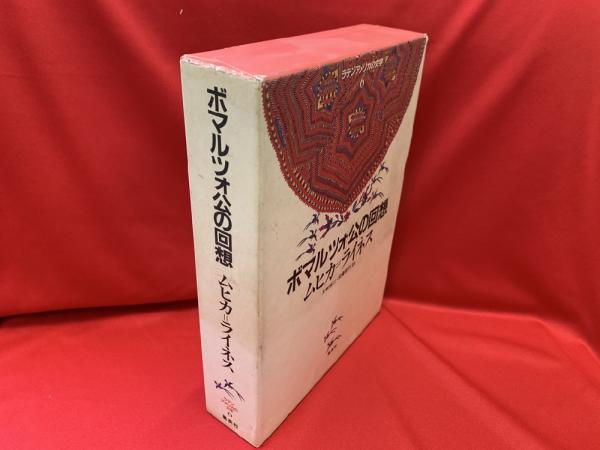 ボマルツォ公の回想
ムヒカ=ライネス
6
集英社
ラテンアメリカの文学
6
ボマルツォ公の回想
ムヒカ=ライネス